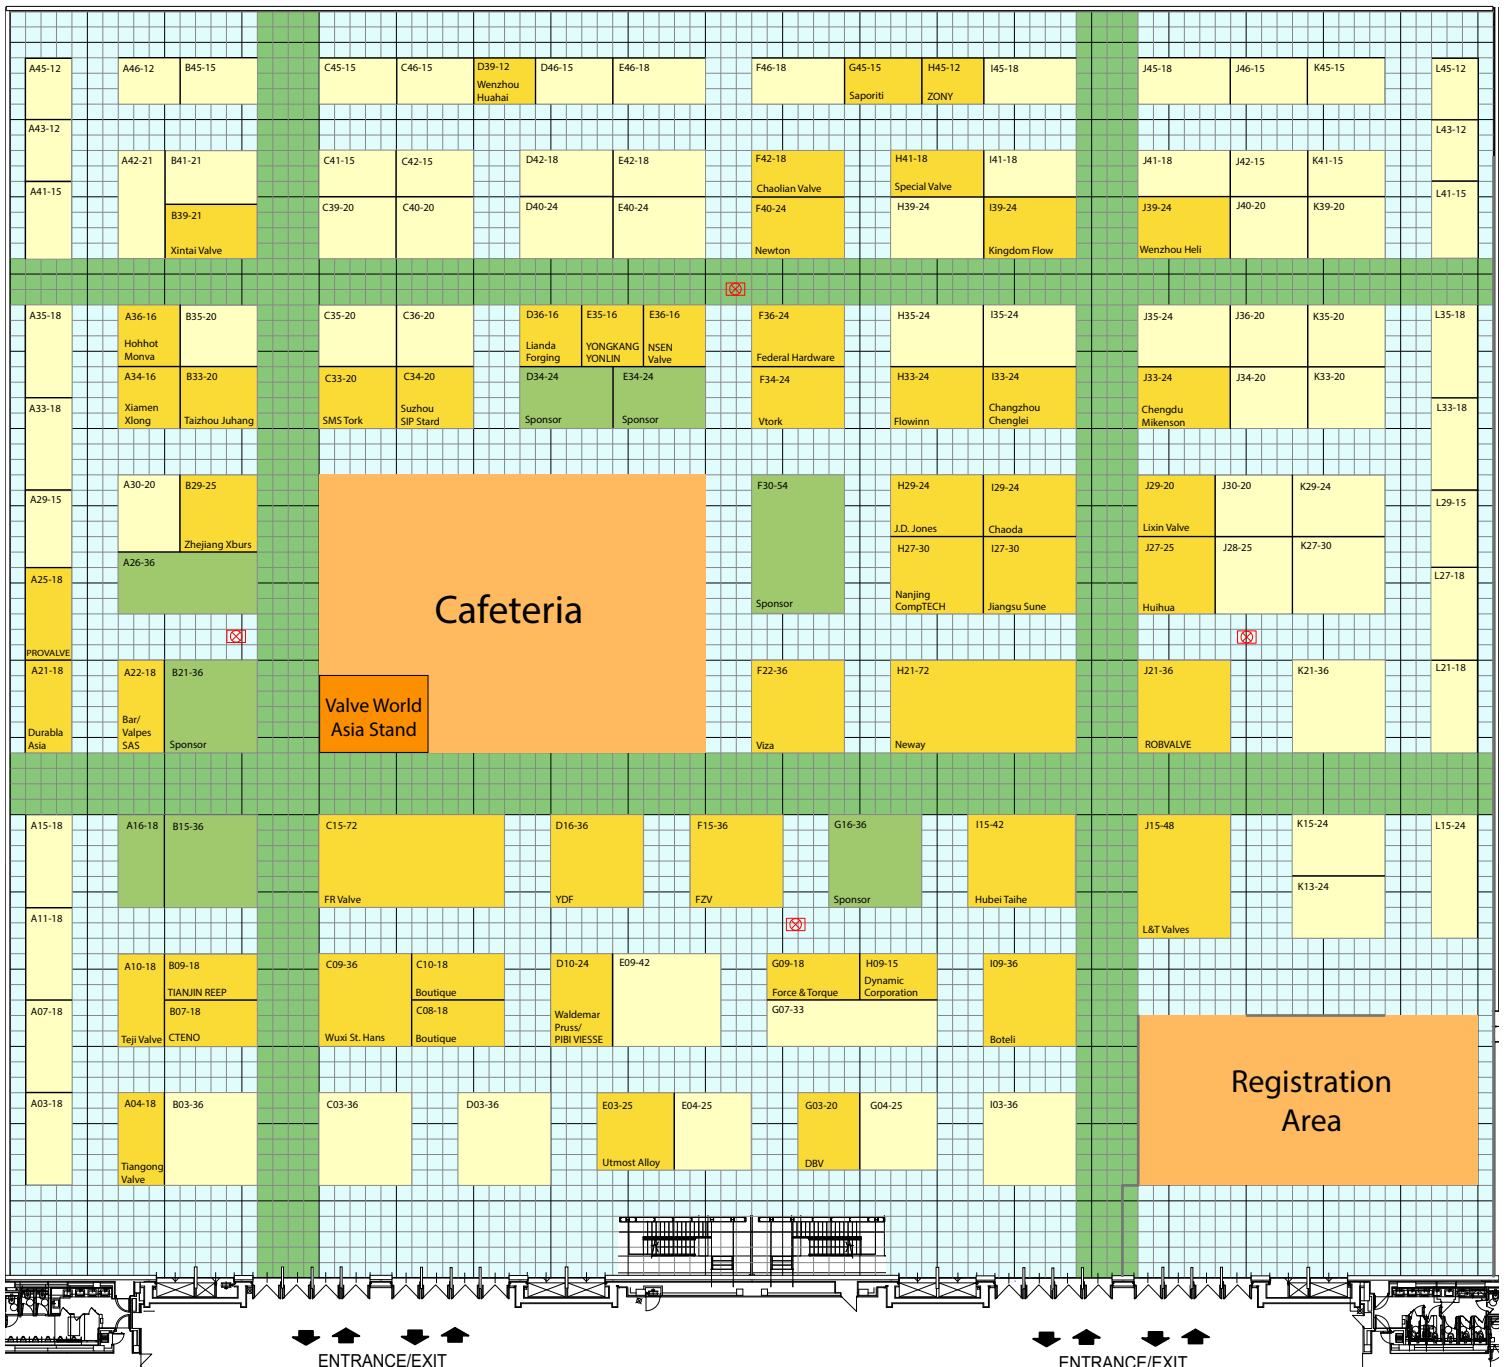 A45-12
A46-12
B45-15
C45-15
C46-15
D39-12
Wenzhou
Huahai
D46-15
E46-18
F46-18
G45-15
Saporiti
H45-12
ZONY
I45-18
J45-18
J46-15
K45-15
L45-12
A43-12
L43-12
A42-21
B41-21
C41-15
C42-15
D42-18
E42-18
F42-18
Chaolian Valve
H41-18
Special Valve
I41-18
J41-18
J42-15
K41-15
A41-15
L41-15
B39-21
Xintai Valve
C39-20
C40-20
D40-24
E40-24
F40-24
Newton
H39-24
I39-24
Kingdom Flow
J39-24
Wenzhou Heli
J40-20
K39-20
A35-18
A36-16
Hohhot
Monva
B35-20
C35-20
C36-20
D36-16
Lianda
Forging
E35-16
YONGKANG
YONLIN
E36-16
NSEN
Valve
F36-24
Federal Hardware
H35-24
I35-24
J35-24
J36-20
K35-20
L35-18
A34-16
Xiamen
Xlong
B33-20
Taizhou Juhang
C33-20
SMS Tork
C34-20
Suzhou
SIP Stard
D34-24
Sponsor
E34-24
Sponsor
F34-24
Vtork
H33-24
Flowinn
I33-24
Changzhou
Chenglei
J33-24
Chengdu
Mikenson
J34-20
K33-20
A33-18
L33-18
A29-15
A30-20
B29-25
Zhejiang Xburs
F30-54
Sponsor
H29-24
J.D. Jones
I29-24
Chaoda
J29-20
Lixin Valve
J30-20
K29-24
L29-15
A26-36
H27-30
Nanjing
CompTECH
I27-30
Jiangsu Sune
J27-25
Huihua
J28-25
K27-30
A25-18
PROVALVE
L27-18
Cafeteria
A21-18
Durabla
Asia
A22-18
Bar/
Valpes
SAS
B21-36
Sponsor
Valve World
Asia Stand
F22-36
Viza
H21-72
Neway
J21-36
ROBVALVE
K21-36
L21-18
A15-18
A16-18
B15-36
C15-72
FR Valve
D16-36
YDF
F15-36
FZV
G16-36
Sponsor
I15-42
Hubei Taihe
J15-48
L&T Valves
K15-24
L15-24
K13-24
A11-18
A10-18
Teji Valve
B09-18
TIANJIN REEP
C09-36
Wuxi St. Hans
C10-18
Boutique
D10-24
Waldemar
Pruss/
PIBI VIESSE
E09-42
G09-18
Force & Torque
H09-15
Dynamic
Corporation
I09-36
Boteli
A07-18
B07-18
CTENO
C08-18
Boutique
G07-33
Registration
Area
A03-18
A04-18
Tiangong
Valve
B03-36
C03-36
D03-36
E03-25
Utmost Alloy
E04-25
G03-20
DBV
G04-25
I03-36
ENTRANCE/EXIT
ENTRANCE/EXIT